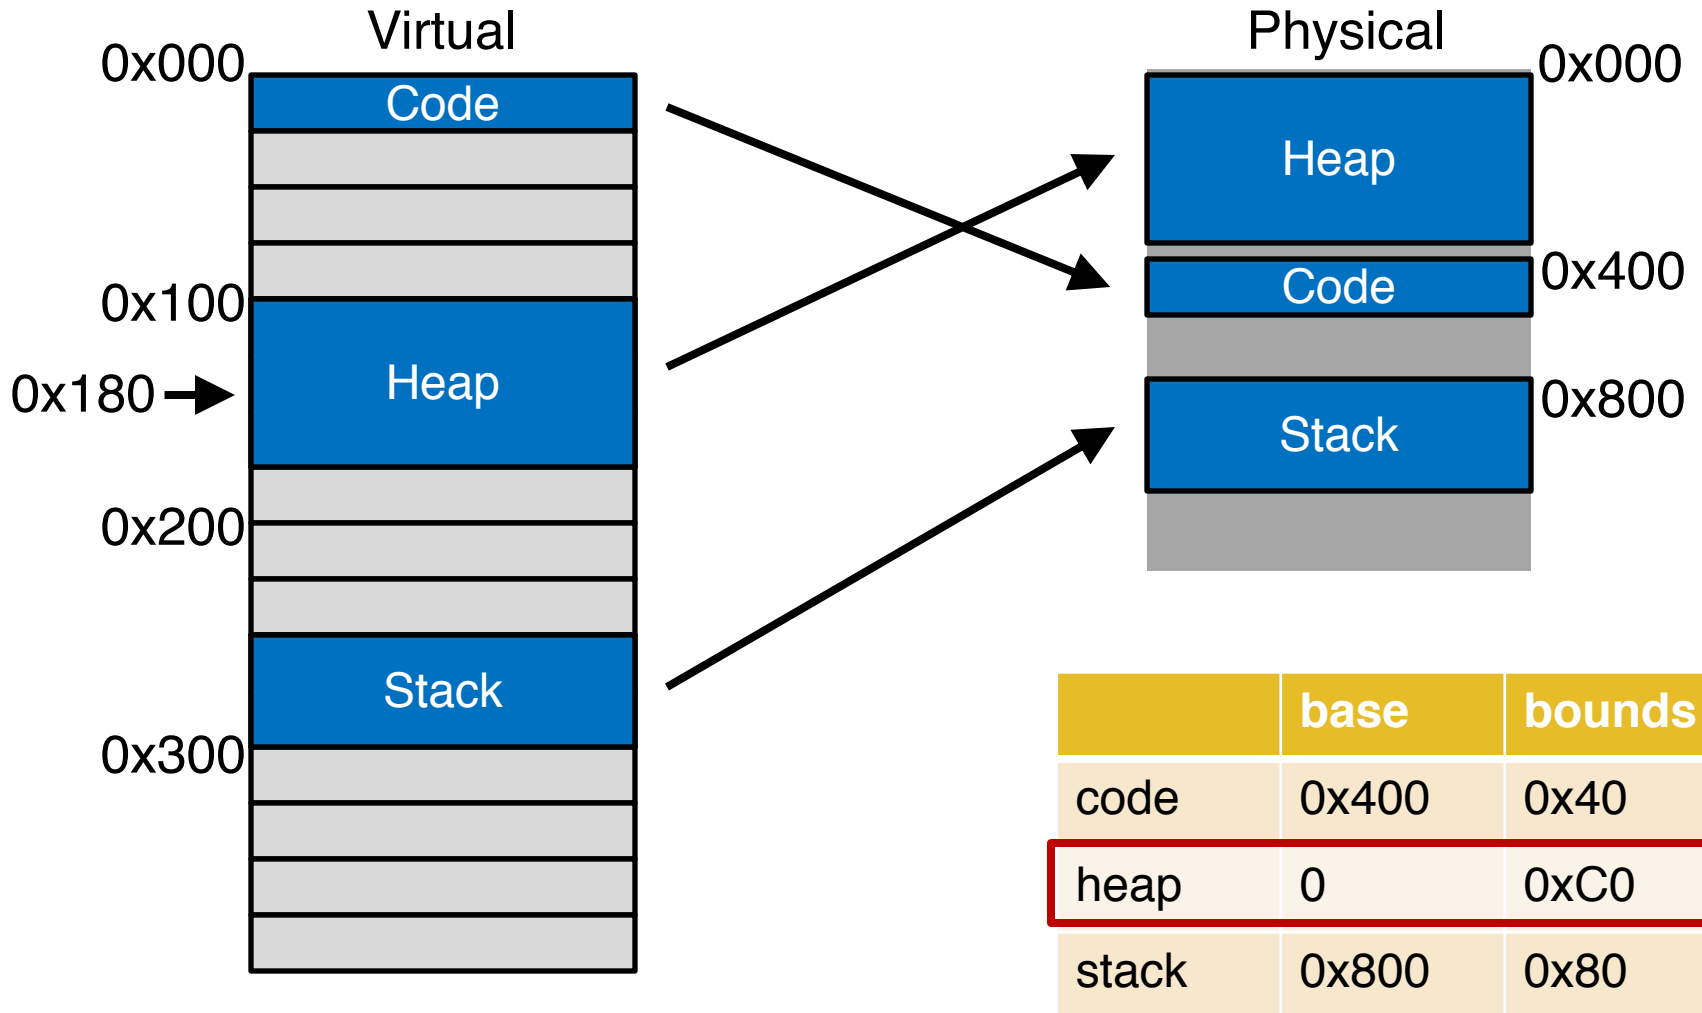 Virtual
0x000
Code
0x100
0x180
Heap
0x200
Stack
0x300
Physical
0x000
Heap
0x400
Code
0x800
Stack
base bounds
code 0x400 0x40
heap 0 0xC0
stack 0x800 0x80